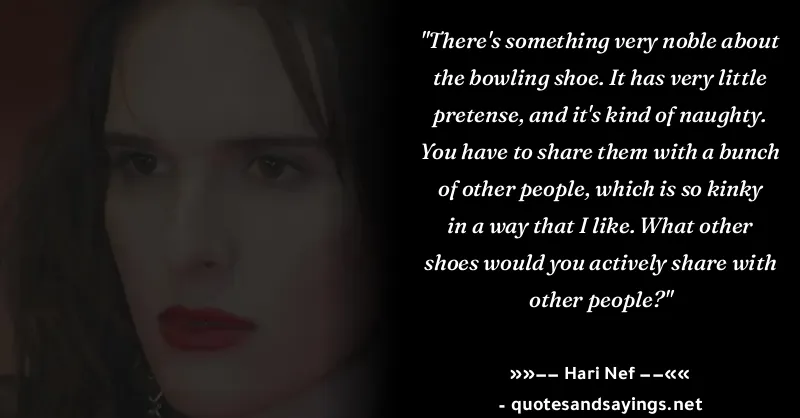 "There's something very noble about
the bowling shoe. It has very little
pretense, and it's kind of naughty.
You have to share them with a bunch
of other people, which is so kinky
in a way that I like. What other
shoes would you actively share with
other people?"
»»−− Hari Nef −−««
- quotesandsayings.net